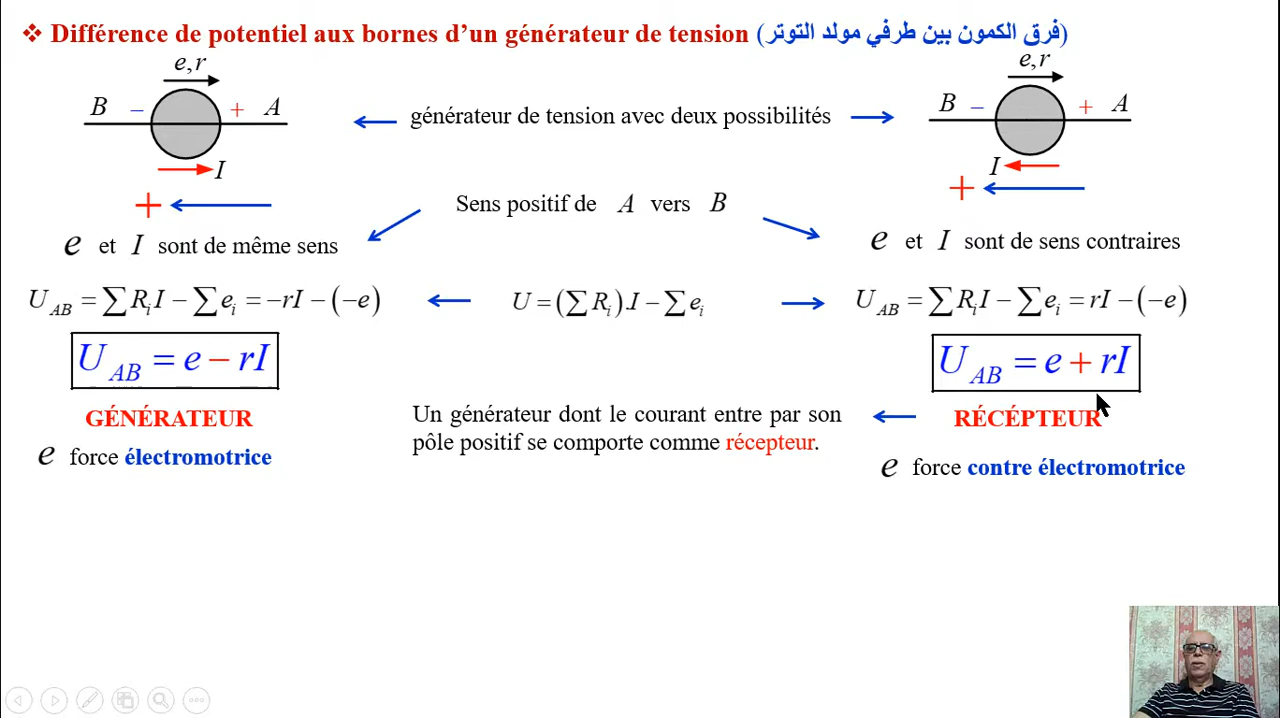 ❖ Différence de potentiel aux bornes d’un générateur de tension (فرق الكمون بين طرفي مولد التوتر)
e,r
B − + A
I
+
générateur de tension avec deux possibilités
e,r
B − + A
I
+
Sens positif de A vers B
e et I sont de même sens
e et I sont de sens contraires
U_AB = ∑R_iI − ∑e_i = −rI − (−e)
U = (∑R_i).I − ∑e_i
U_AB = ∑R_iI − ∑e_i = rI − (−e)
U_AB = e − rI
U_AB = e + rI
GÉNÉRATEUR
Un générateur dont le courant entre par son
pôle positif se comporte comme récepteur.
RÉCÉPTEUR
e force électromotrice
e force contre électromotrice